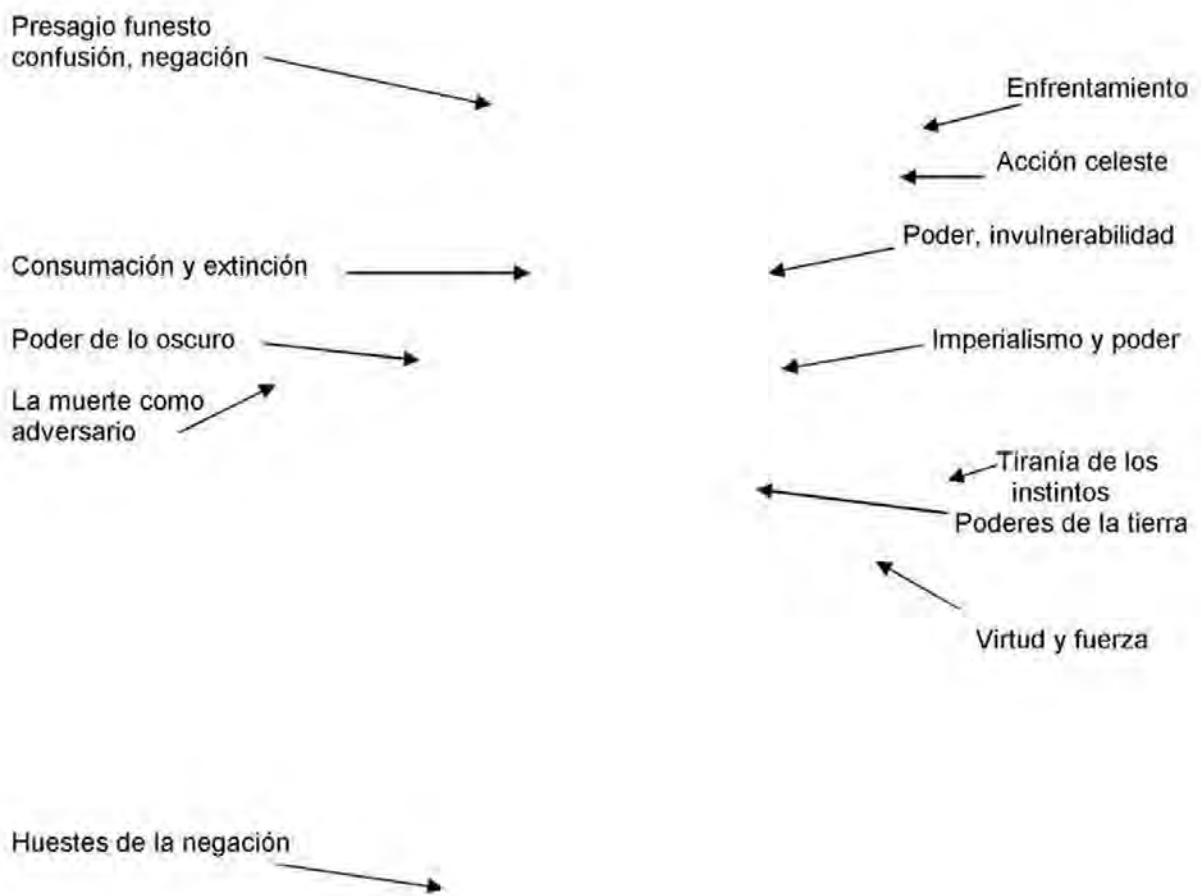 Presagio funesto
confusión, negación
Enfrentamiento
Acción celeste
Poder, invulnerabilidad
Consumación y extinción
Poder de lo oscuro
Imperialismo y poder
La muerte como
adversario
Tiranía de los
instintos
Poderes de la tierra
Virtud y fuerza
Huestes de la negación